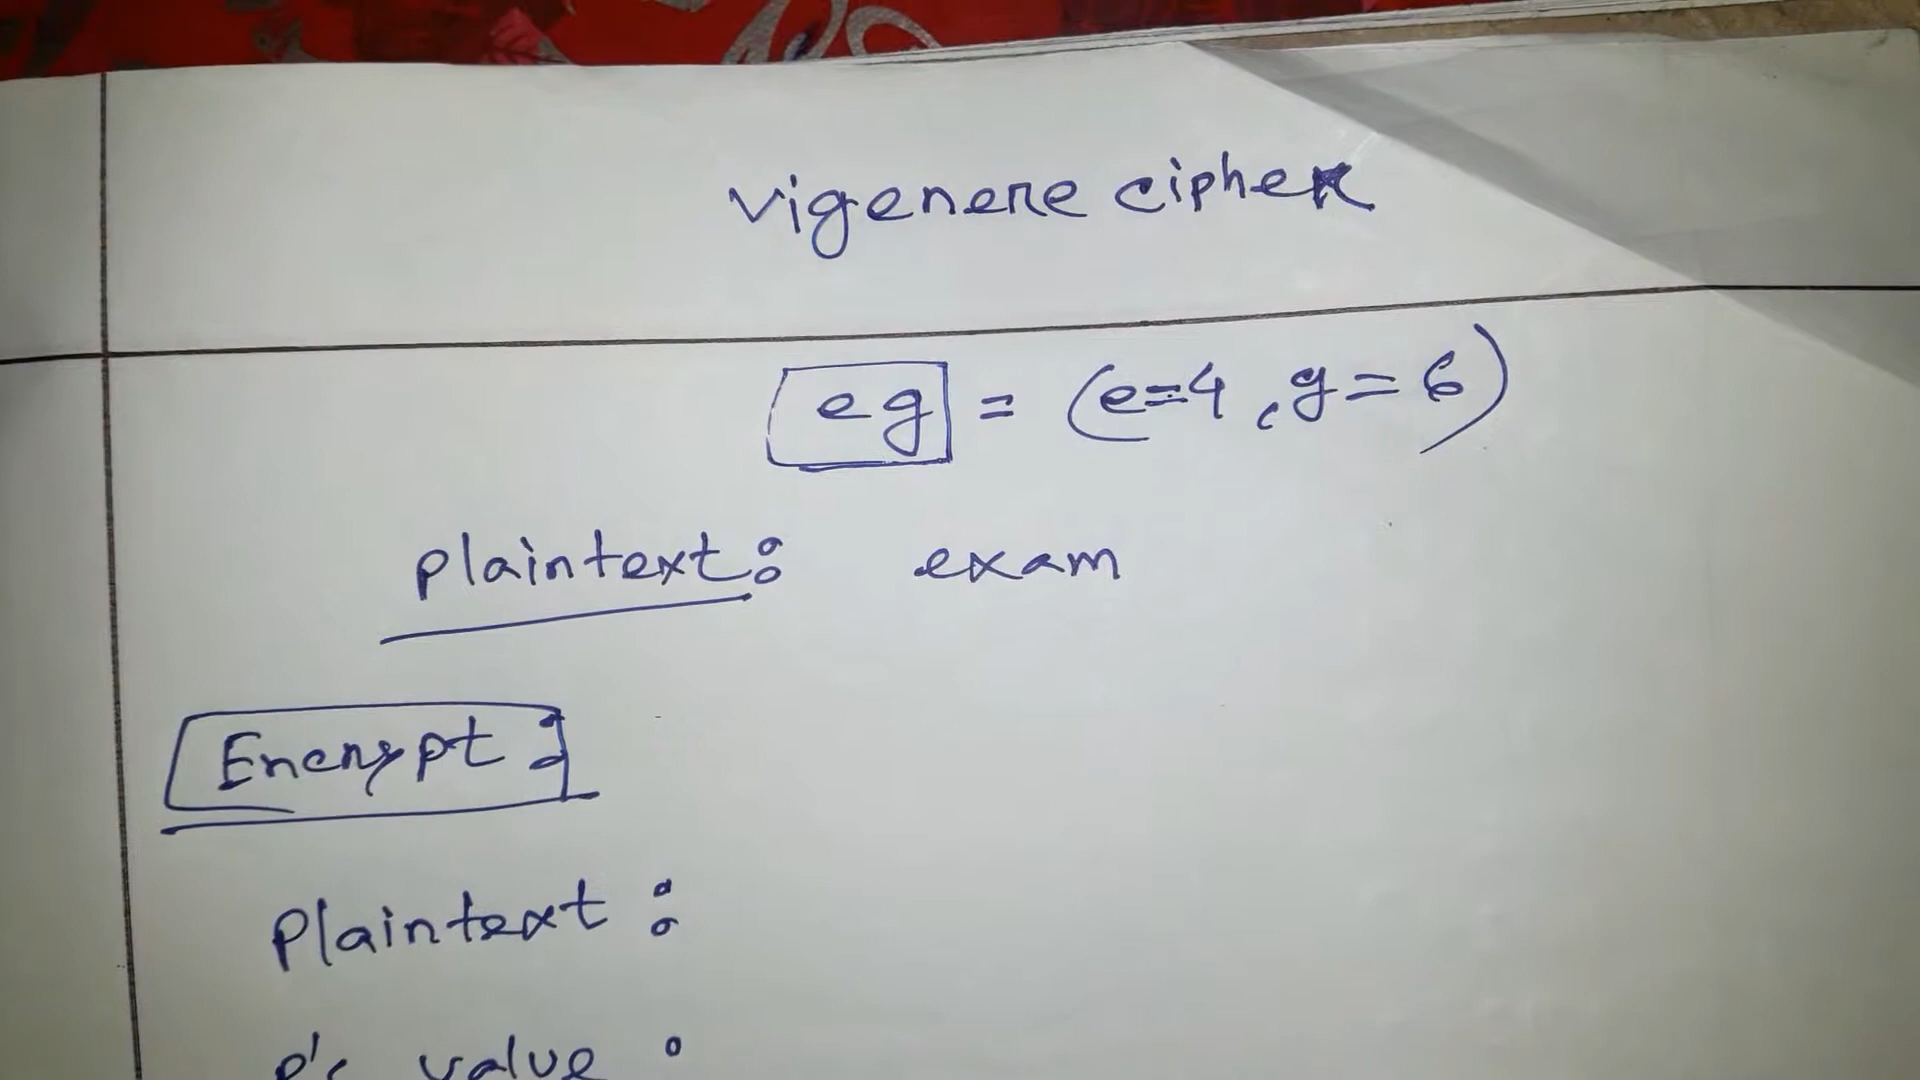 vigenere cipher
eg = (e=4, g=6)
plaintext: exam
Encrypt:
Plaintext:
P's value: